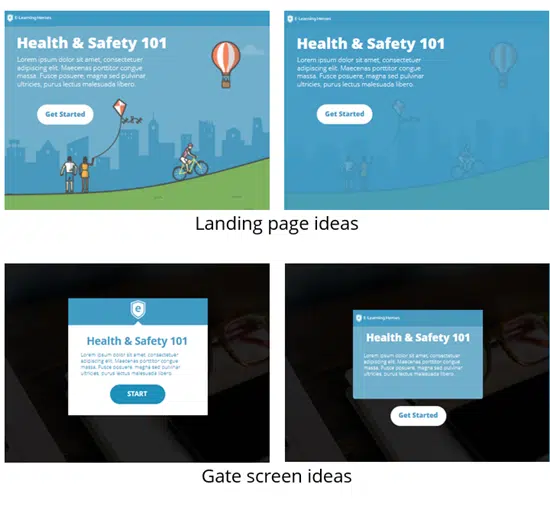 E-Learning Heroes
Health & Safety 101
Lorem ipsum dolor sit amet, consectetuer
adipiscing elit. Maecenas porttitor congue
massa. Fusce posuere, magna sed pulvinar
ultricies, purus lectus malesuada libero.
Get Started
E-Learning Heroes
Health & Safety 101
Lorem ipsum dolor sit amet, consectetuer
adipiscing elit. Maecenas porttitor congue
massa. Fusce posuere, magna sed pulvinar
ultricies, purus lectus malesuada libero.
Get Started
Landing page ideas
e
Health & Safety 101
Lorem ipsum dolor sit amet, consectetuer
adipiscing elit. Maecenas porttitor congue
massa. Fusce posuere, magna sed pulvinar
ultricies, purus lectus malesuada libero.
START
E-Learning Heroes
Health & Safety 101
Lorem ipsum dolor sit amet, consectetuer
adipiscing elit. Maecenas porttitor congue
massa. Fusce posuere, magna sed pulvinar
ultricies, purus lectus malesuada libero.
Get Started
Gate screen ideas